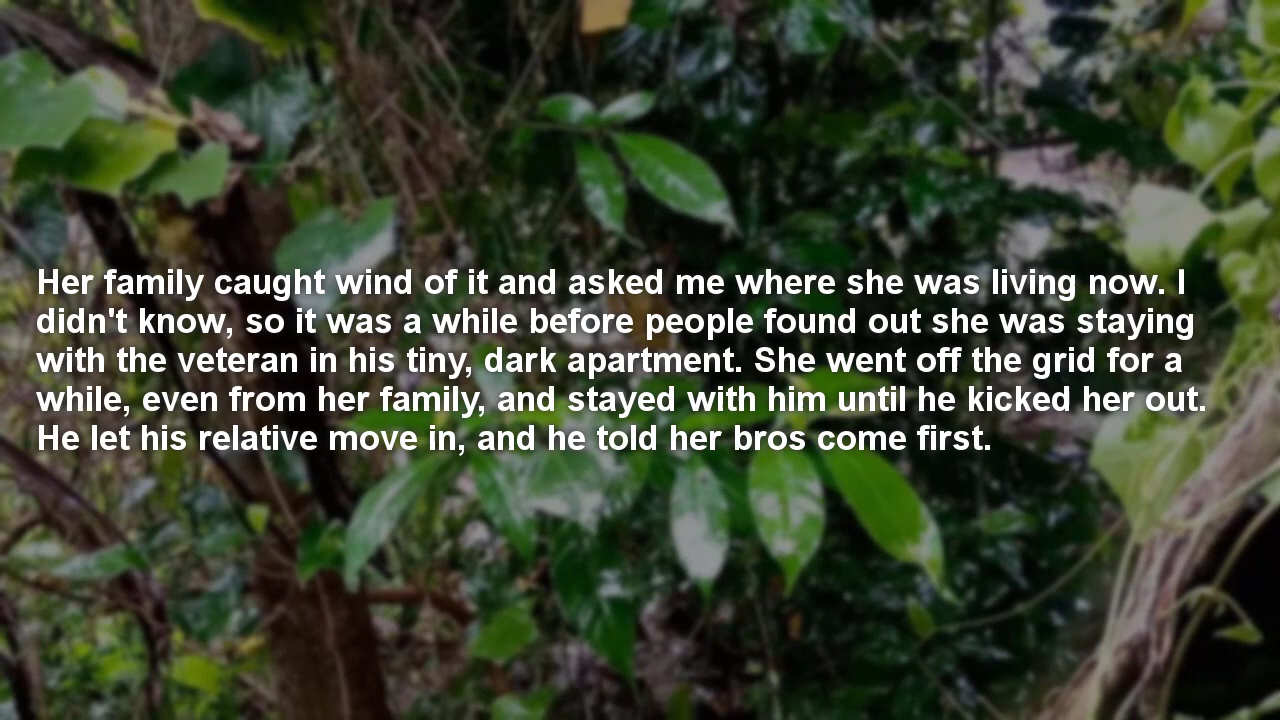 Her family caught wind of it and asked me where she was living now. I
didn't know, so it was a while before people found out she was staying
with the veteran in his tiny, dark apartment. She went off the grid for a
while, even from her family, and stayed with him until he kicked her out.
He let his relative move in, and he told her bros come first.